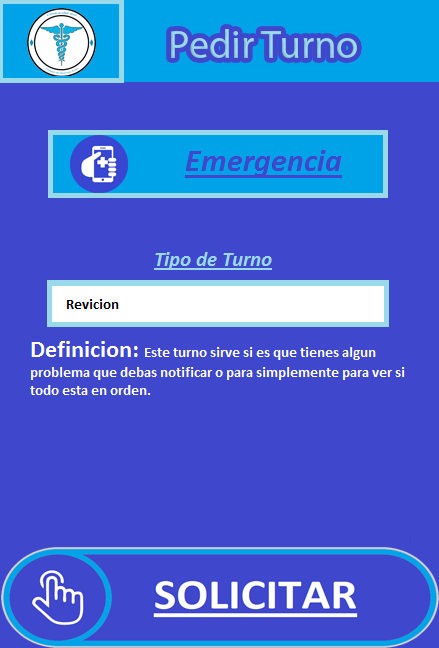 Pedir Turno
Emergencia
Tipo de Turno
Revicion
Definicion: Este turno sirve si es que tienes algun
problema que debas notificar o para simplemente para ver si
todo esta en orden.
SOLICITAR